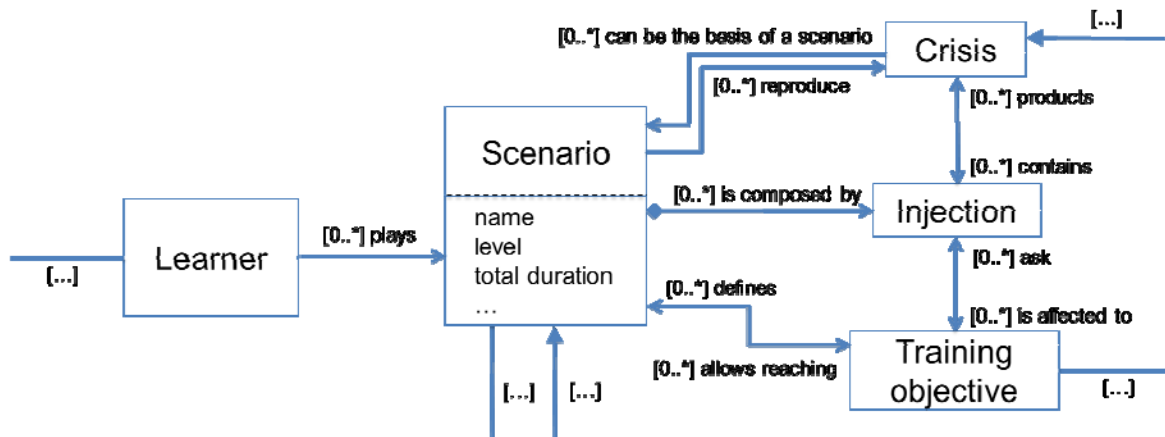 [...]
[0..*] can be the basis of a scenario
Crisis
[0..*] reproduce
[0..*] products
Scenario
[0..*] contains
[0..*] is composed by
Injection
name
level
total duration
...
Learner
[0..*] plays
[...]
[0..*] ask
[0..*] defines
[0..*] is affected to
Training
objective
[0..*] allows reaching
[...]
[...]
[...]